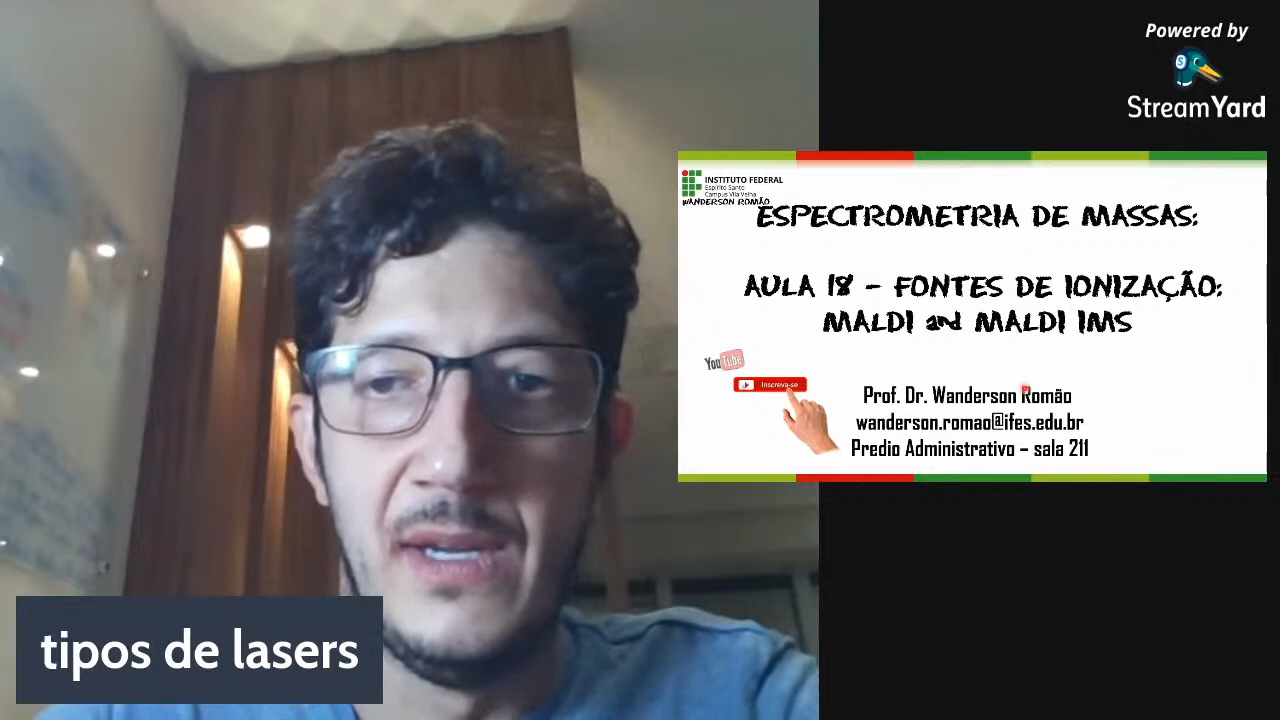 Powered by
StreamYard
INSTITUTO FEDERAL
Espírito Santo
Campus Vila Velha
WANDERSON ROMÃO
ESPECTROMETRIA DE MASSAS:
AULA 18 - FONTES DE IONIZAÇÃO:
MALDI and MALDI IMS
YouTube
Inscreva-se
Prof. Dr. Wanderson Romão
wanderson.romao@ifes.edu.br
Predio Administrativo – sala 211
tipos de lasers